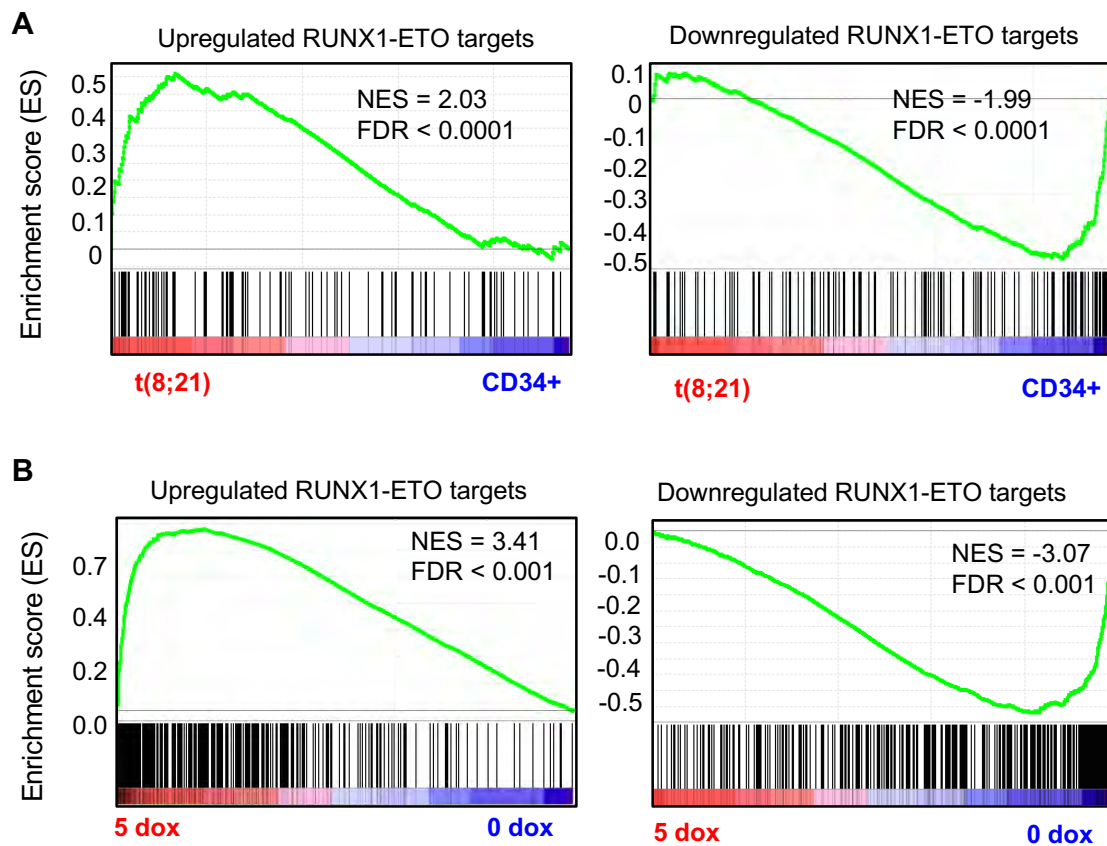 A
Upregulated RUNX1-ETO targets
Enrichment score (ES)
0.5
0.4
0.3
0.2
0.1
0
NES = 2.03
FDR < 0.0001
t(8;21)
CD34+
Downregulated RUNX1-ETO targets
0.1
0
-0.1
-0.2
-0.3
-0.4
-0.5
NES = -1.99
FDR < 0.0001
t(8;21)
CD34+
B
Upregulated RUNX1-ETO targets
Enrichment score (ES)
0.7
0.4
0.2
0.0
NES = 3.41
FDR < 0.001
5 dox
0 dox
Downregulated RUNX1-ETO targets
0.0
-0.1
-0.2
-0.3
-0.4
-0.5
NES = -3.07
FDR < 0.001
5 dox
0 dox